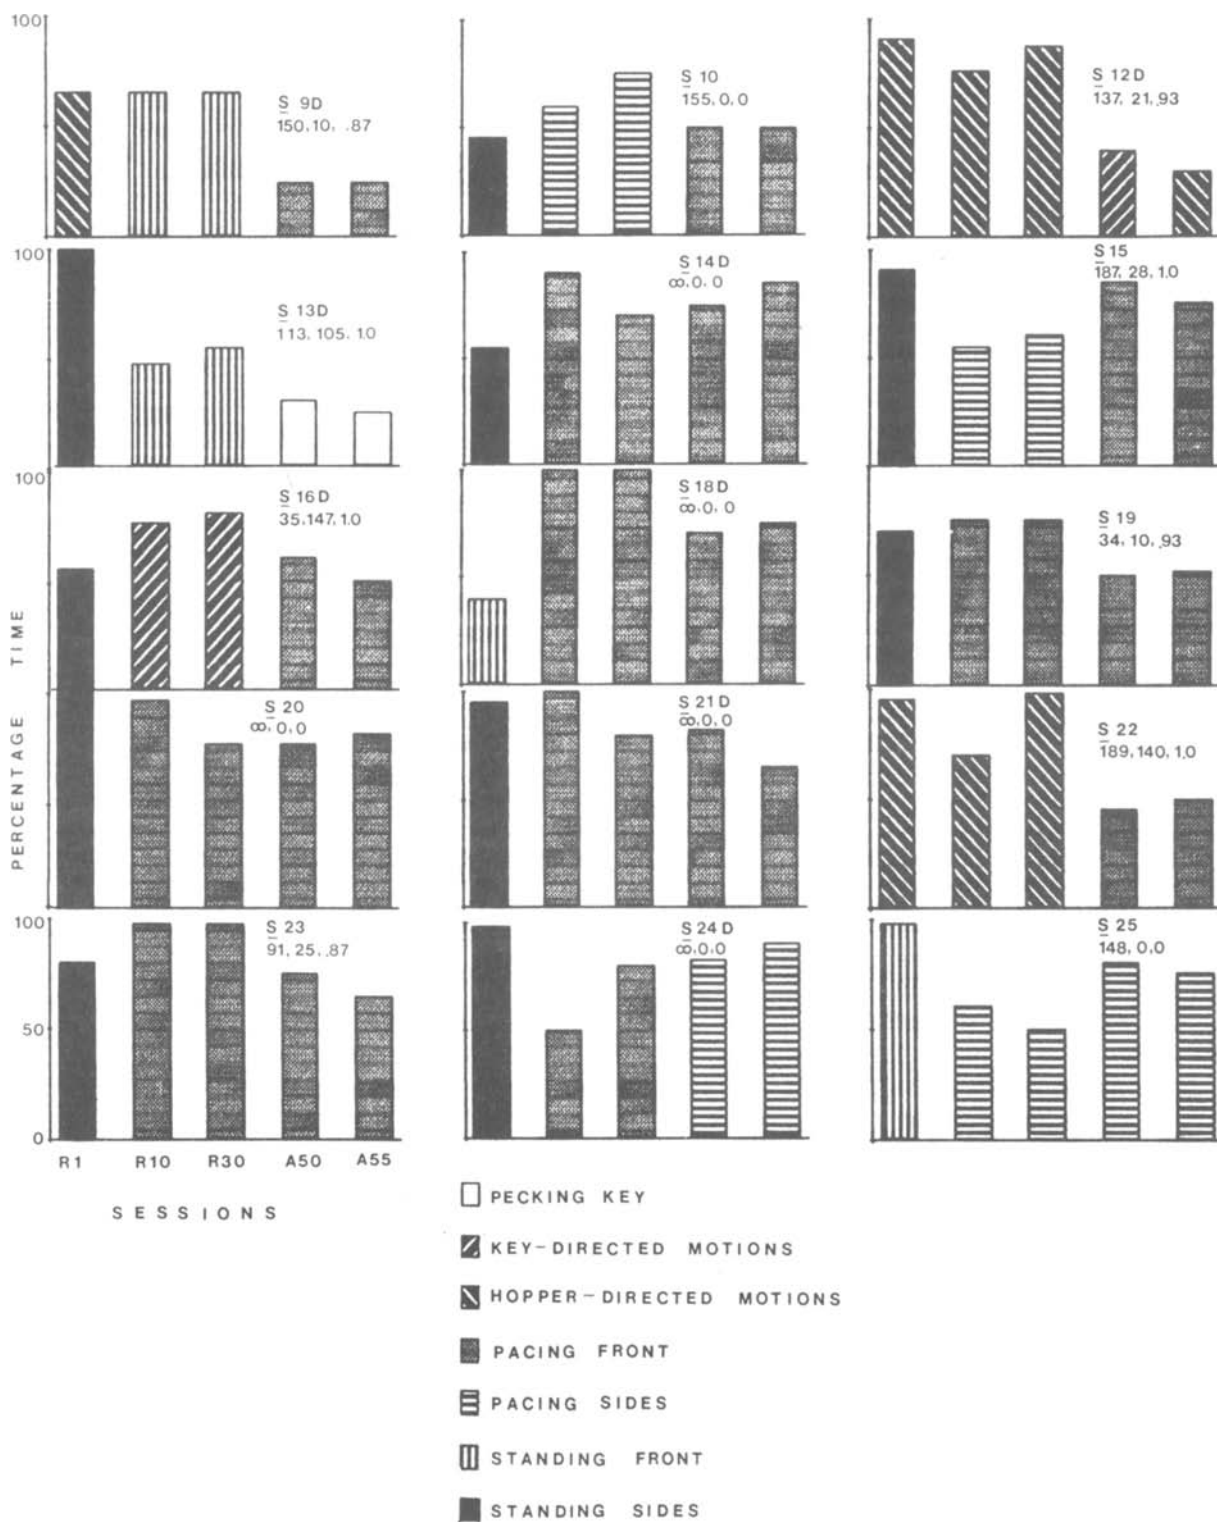 100
S 9D
150,10, .87
S 10
155,0,0
S 12D
137, 21,.93
100
S 13D
113, 105, 1.0
S 14D
∞,0,0
S 15
187, 28, 1.0
100
S 16D
35,147,1.0
S 18D
∞,0,0
S 19
34, 10, .93
PERCENTAGE TIME
S 20
∞,0,0
S 21D
∞,0,0
S 22
189, 140, 1.0
100
50
0
S 23
91, 25, .87
S 24 D
∞,0,0
S 25
148, 0,0
R1 R10 R30 A50 A55
SESSIONS
PECKING KEY
KEY-DIRECTED MOTIONS
HOPPER-DIRECTED MOTIONS
PACING FRONT
PACING SIDES
STANDING FRONT
STANDING SIDES